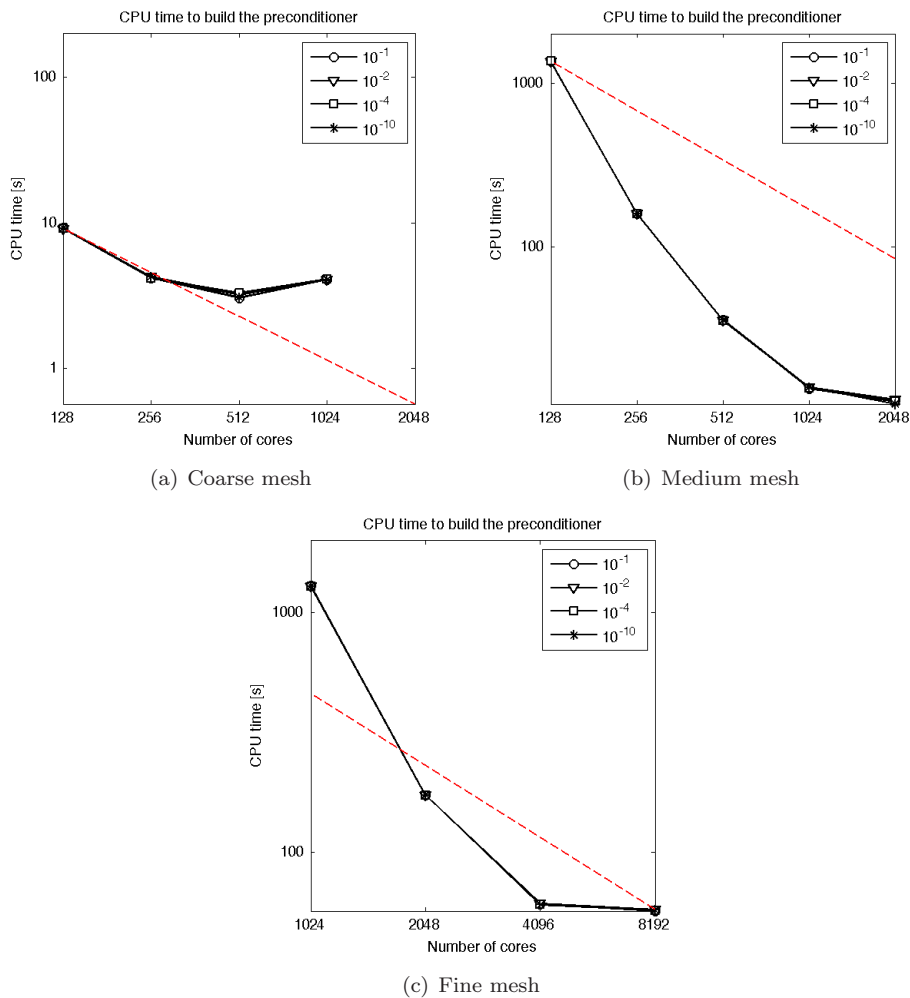 CPU time to build the preconditioner
10-1
10-2
10-4
10-10
100
10
1
CPU time [s]
128 256 512 1024 2048
Number of cores
(a) Coarse mesh
CPU time to build the preconditioner
10-1
10-2
10-4
10-10
1000
100
CPU time [s]
128 256 512 1024 2048
Number of cores
(b) Medium mesh
CPU time to build the preconditioner
10-1
10-2
10-4
10-10
1000
100
CPU time [s]
1024 2048 4096 8192
Number of cores
(c) Fine mesh